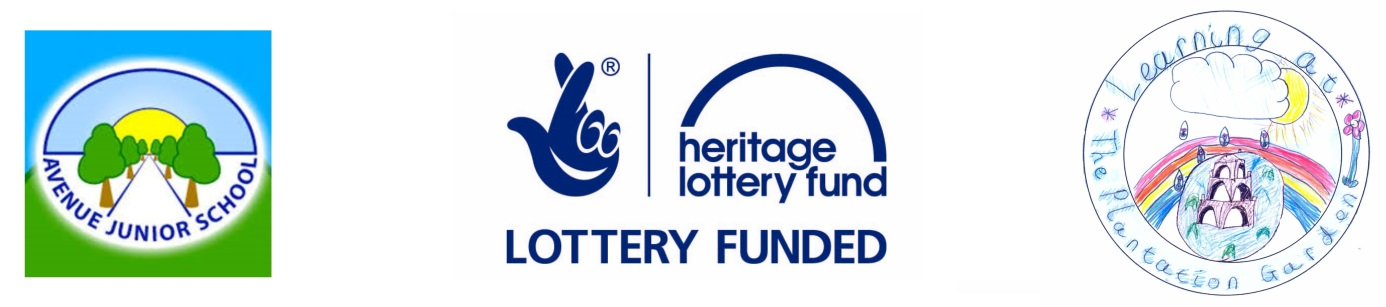 AVENUE JUNIOR SCHOOL
®
heritage
lottery fund
LOTTERY FUNDED
Learning at
The Plantation Garden